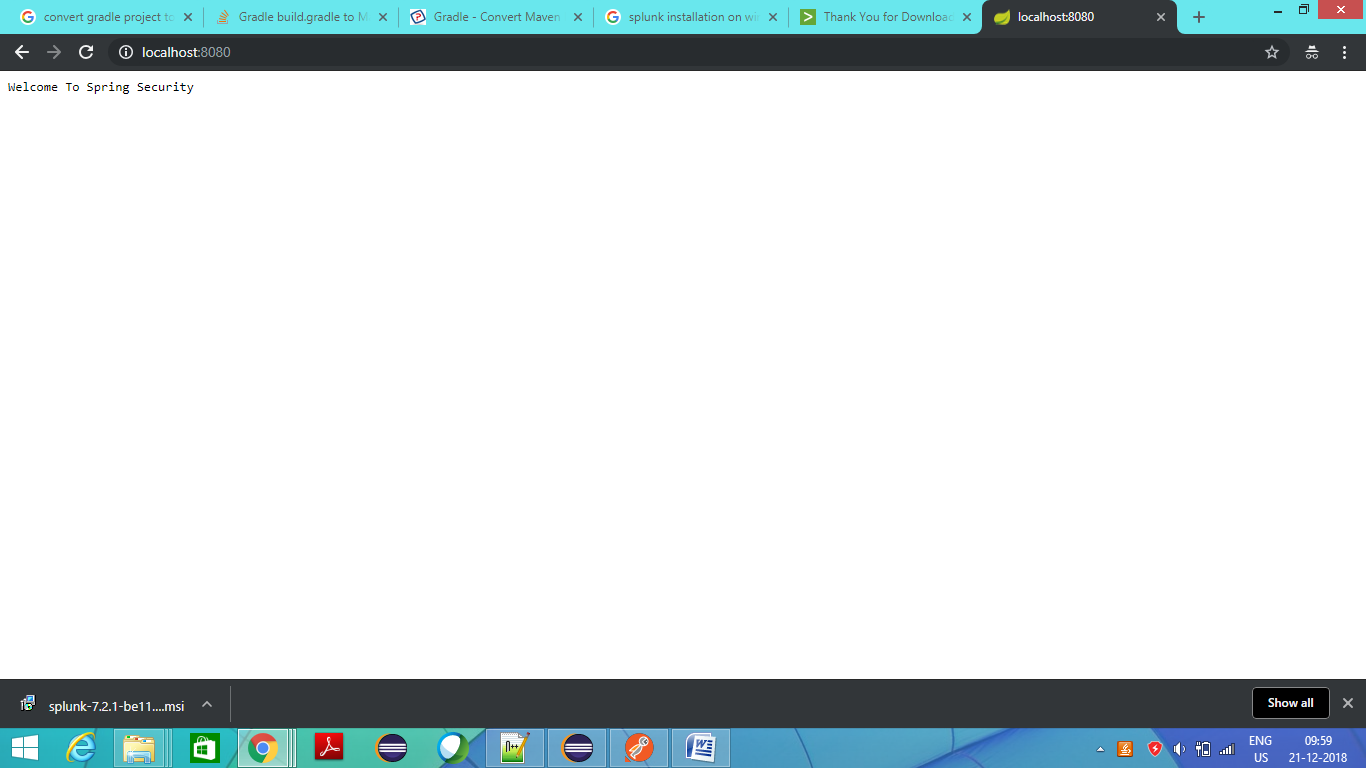 convert gradle project to
Gradle build.gradle to M
Gradle - Convert Maven
splunk installation on wi
Thank You for Download
localhost:8080
localhost:8080
Welcome To Spring Security
splunk-7.2.1-be11....msi
Show all
N++
W
ENG
US
09:59
21-12-2018